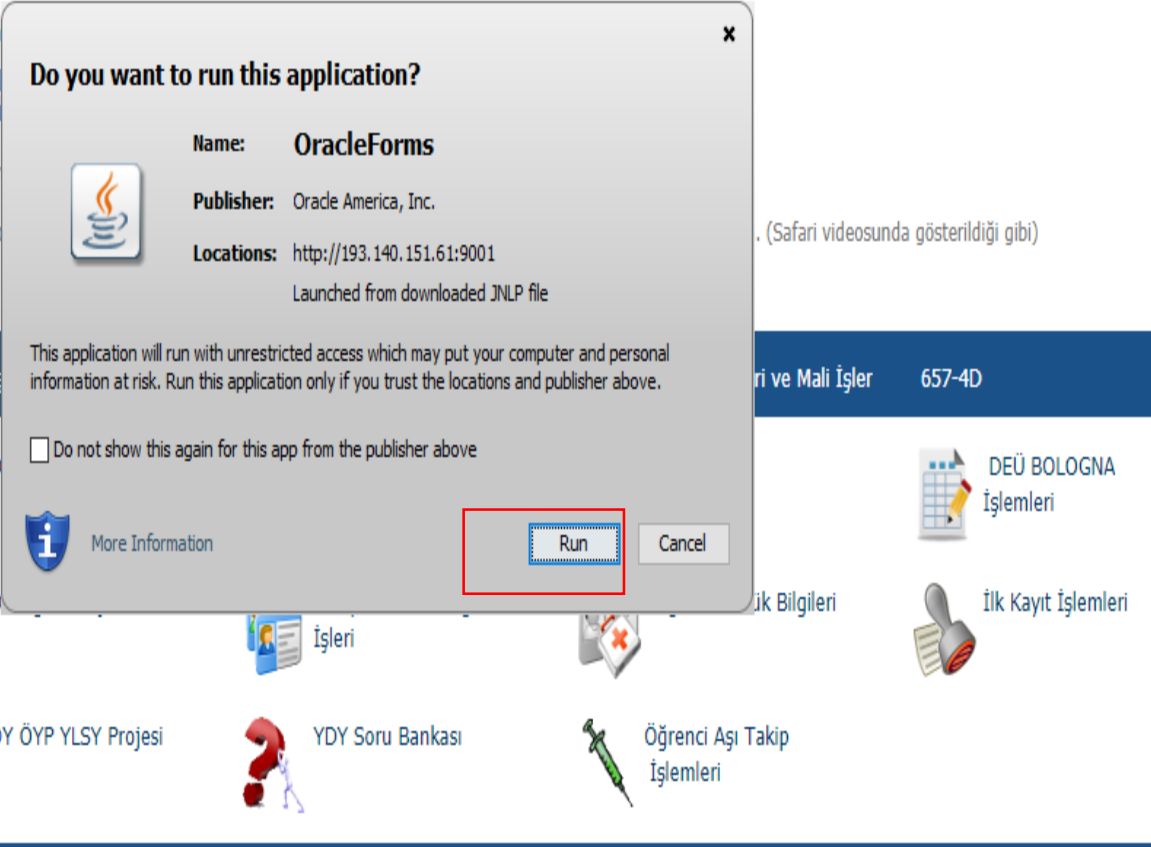 Do you want to run this application?
Name: OracleForms
Publisher: Oracle America, Inc.
Locations: http://193.140.151.61:9001
Launched from downloaded JNLP file
This application will run with unrestricted access which may put your computer and personal
information at risk. Run this application only if you trust the locations and publisher above.
Do not show this again for this app from the publisher above
More Information
Run
Cancel
. (Safari videosunda gösterildiği gibi)
ri ve Mali İşler
657-4D
DEÜ BOLOGNA
İşlemleri
İşleri
ük Bilgileri
İlk Kayıt İşlemleri
ÖYP YLSY Projesi
YDY Soru Bankası
Öğrenci Aşı Takip
İşlemleri